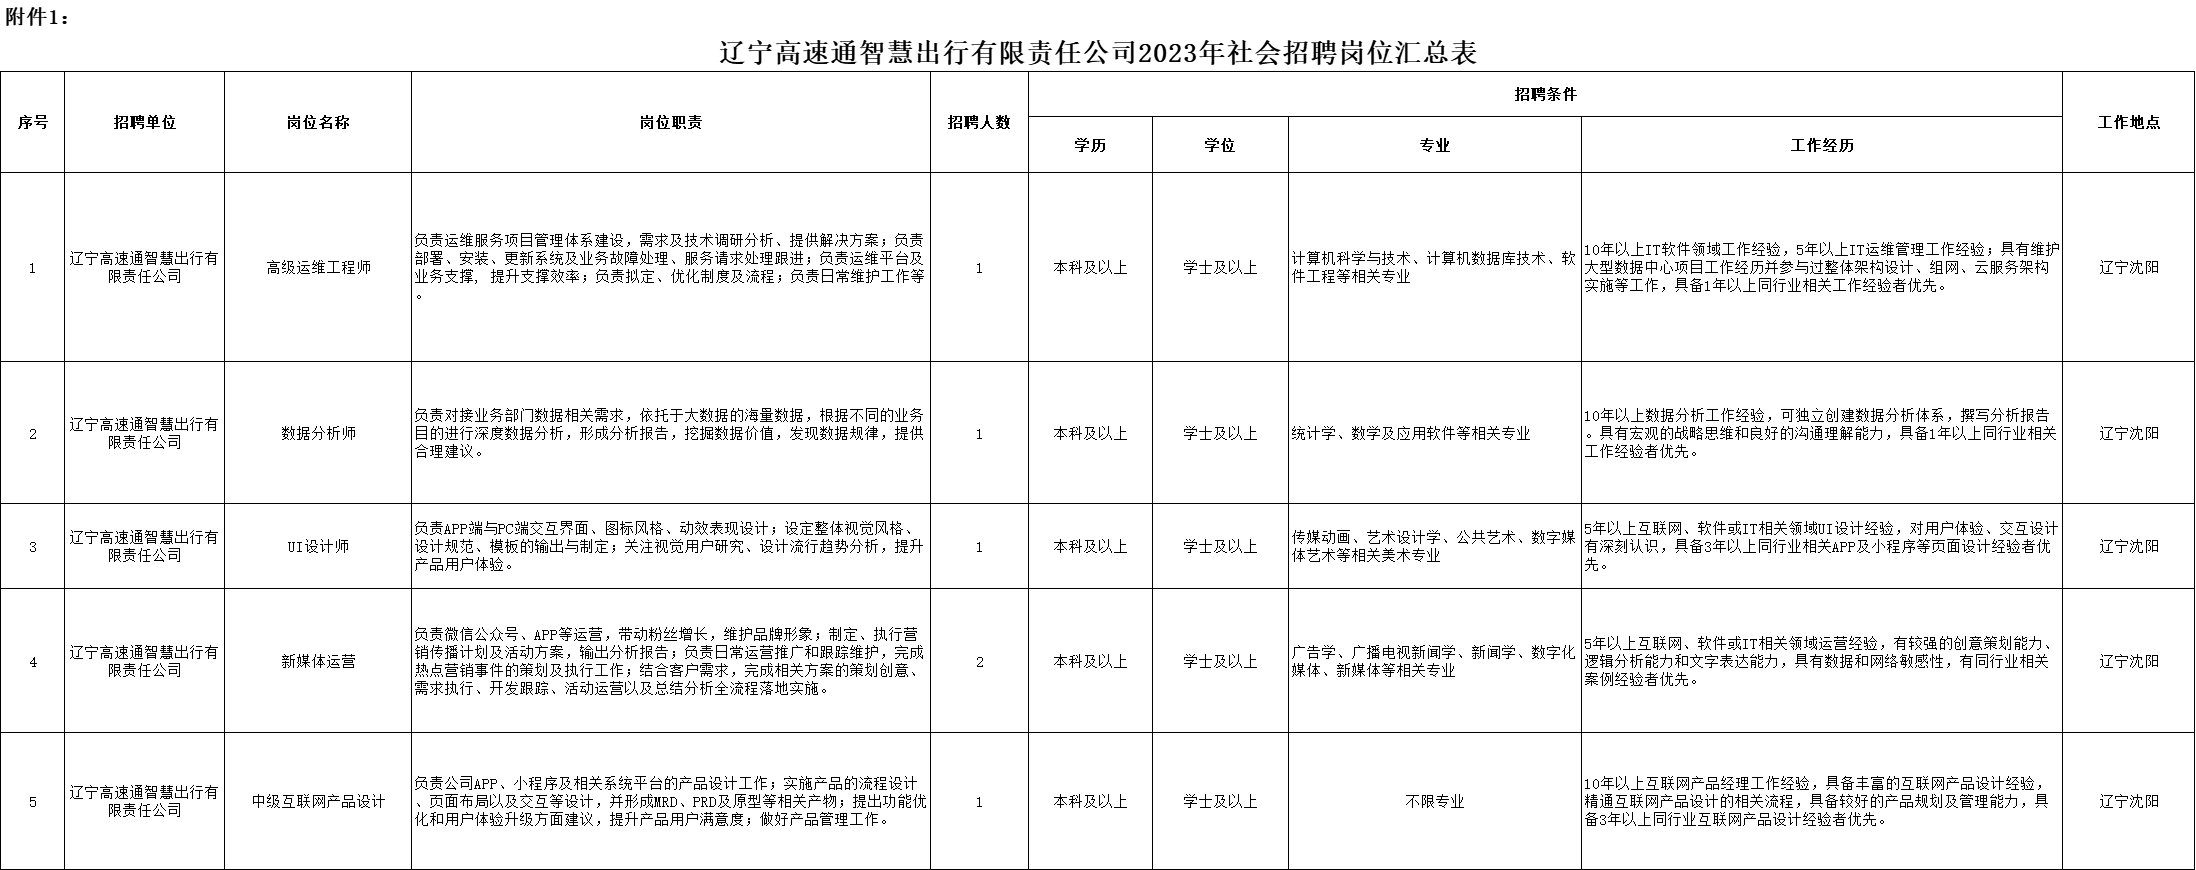 附件1：
辽宁高速通智慧出行有限责任公司2023年社会招聘岗位汇总表
序号
招聘单位
岗位名称
岗位职责
招聘人数
招聘条件
工作地点
学历
学位
专业
工作经历
1
辽宁高速通智慧出行有
限责任公司
高级运维工程师
负责运维服务项目管理体系建设，需求及技术调研分析、提供解决方案；负责
部署、安装、更新系统及业务故障处理、服务请求处理跟进；负责运维平台及
业务支撑， 提升支撑效率；负责拟定、优化制度及流程；负责日常维护工作等
。
1
本科及以上
学士及以上
计算机科学与技术、计算机数据库技术、软
件工程等相关专业
10年以上IT软件领域工作经验，5年以上IT运维管理工作经验；具有维护
大型数据中心项目工作经历并参与过整体架构设计、组网、云服务架构
实施等工作，具备1年以上同行业相关工作经验者优先。
辽宁沈阳
2
辽宁高速通智慧出行有
限责任公司
数据分析师
负责对接业务部门数据相关需求，依托于大数据的海量数据，根据不同的业务
目的进行深度数据分析，形成分析报告，挖掘数据价值，发现数据规律，提供
合理建议。
1
本科及以上
学士及以上
统计学、数学及应用软件等相关专业
10年以上数据分析工作经验，可独立创建数据分析体系，撰写分析报告
。具有宏观的战略思维和良好的沟通理解能力，具备1年以上同行业相关
工作经验者优先。
辽宁沈阳
3
辽宁高速通智慧出行有
限责任公司
UI设计师
负责APP端与PC端交互界面、图标风格、动效表现设计；设定整体视觉风格、
设计规范、模板的输出与制定；关注视觉用户研究、设计流行趋势分析，提升
产品用户体验。
1
本科及以上
学士及以上
传媒动画、艺术设计学、公共艺术、数字媒
体艺术等相关美术专业
5年以上互联网、软件或IT相关领域UI设计经验，对用户体验、交互设计
有深刻认识，具备3年以上同行业相关APP及小程序等页面设计经验者优
先。
辽宁沈阳
4
辽宁高速通智慧出行有
限责任公司
新媒体运营
负责微信公众号、APP等运营，带动粉丝增长，维护品牌形象；制定、执行营
销传播计划及活动方案，输出分析报告；负责日常运营推广和跟踪维护，完成
热点营销事件的策划及执行工作；结合客户需求，完成相关方案的策划创意、
需求执行、开发跟踪、活动运营以及总结分析全流程落地实施。
2
本科及以上
学士及以上
广告学、广播电视新闻学、新闻学、数字化
媒体、新媒体等相关专业
5年以上互联网、软件或IT相关领域运营经验，有较强的创意策划能力、
逻辑分析能力和文字表达能力，具有数据和网络敏感性，有同行业相关
案例经验者优先。
辽宁沈阳
5
辽宁高速通智慧出行有
限责任公司
中级互联网产品设计
负责公司APP、小程序及相关系统平台的产品设计工作；实施产品的流程设计
、页面布局以及交互等设计，并形成MRD、PRD及原型等相关产物；提出功能优
化和用户体验升级方面建议，提升产品用户满意度；做好产品管理工作。
1
本科及以上
学士及以上
不限专业
10年以上互联网产品经理工作经验，具备丰富的互联网产品设计经验，
精通互联网产品设计的相关流程，具备较好的产品规划及管理能力，具
备3年以上同行业互联网产品设计经验者优先。
辽宁沈阳